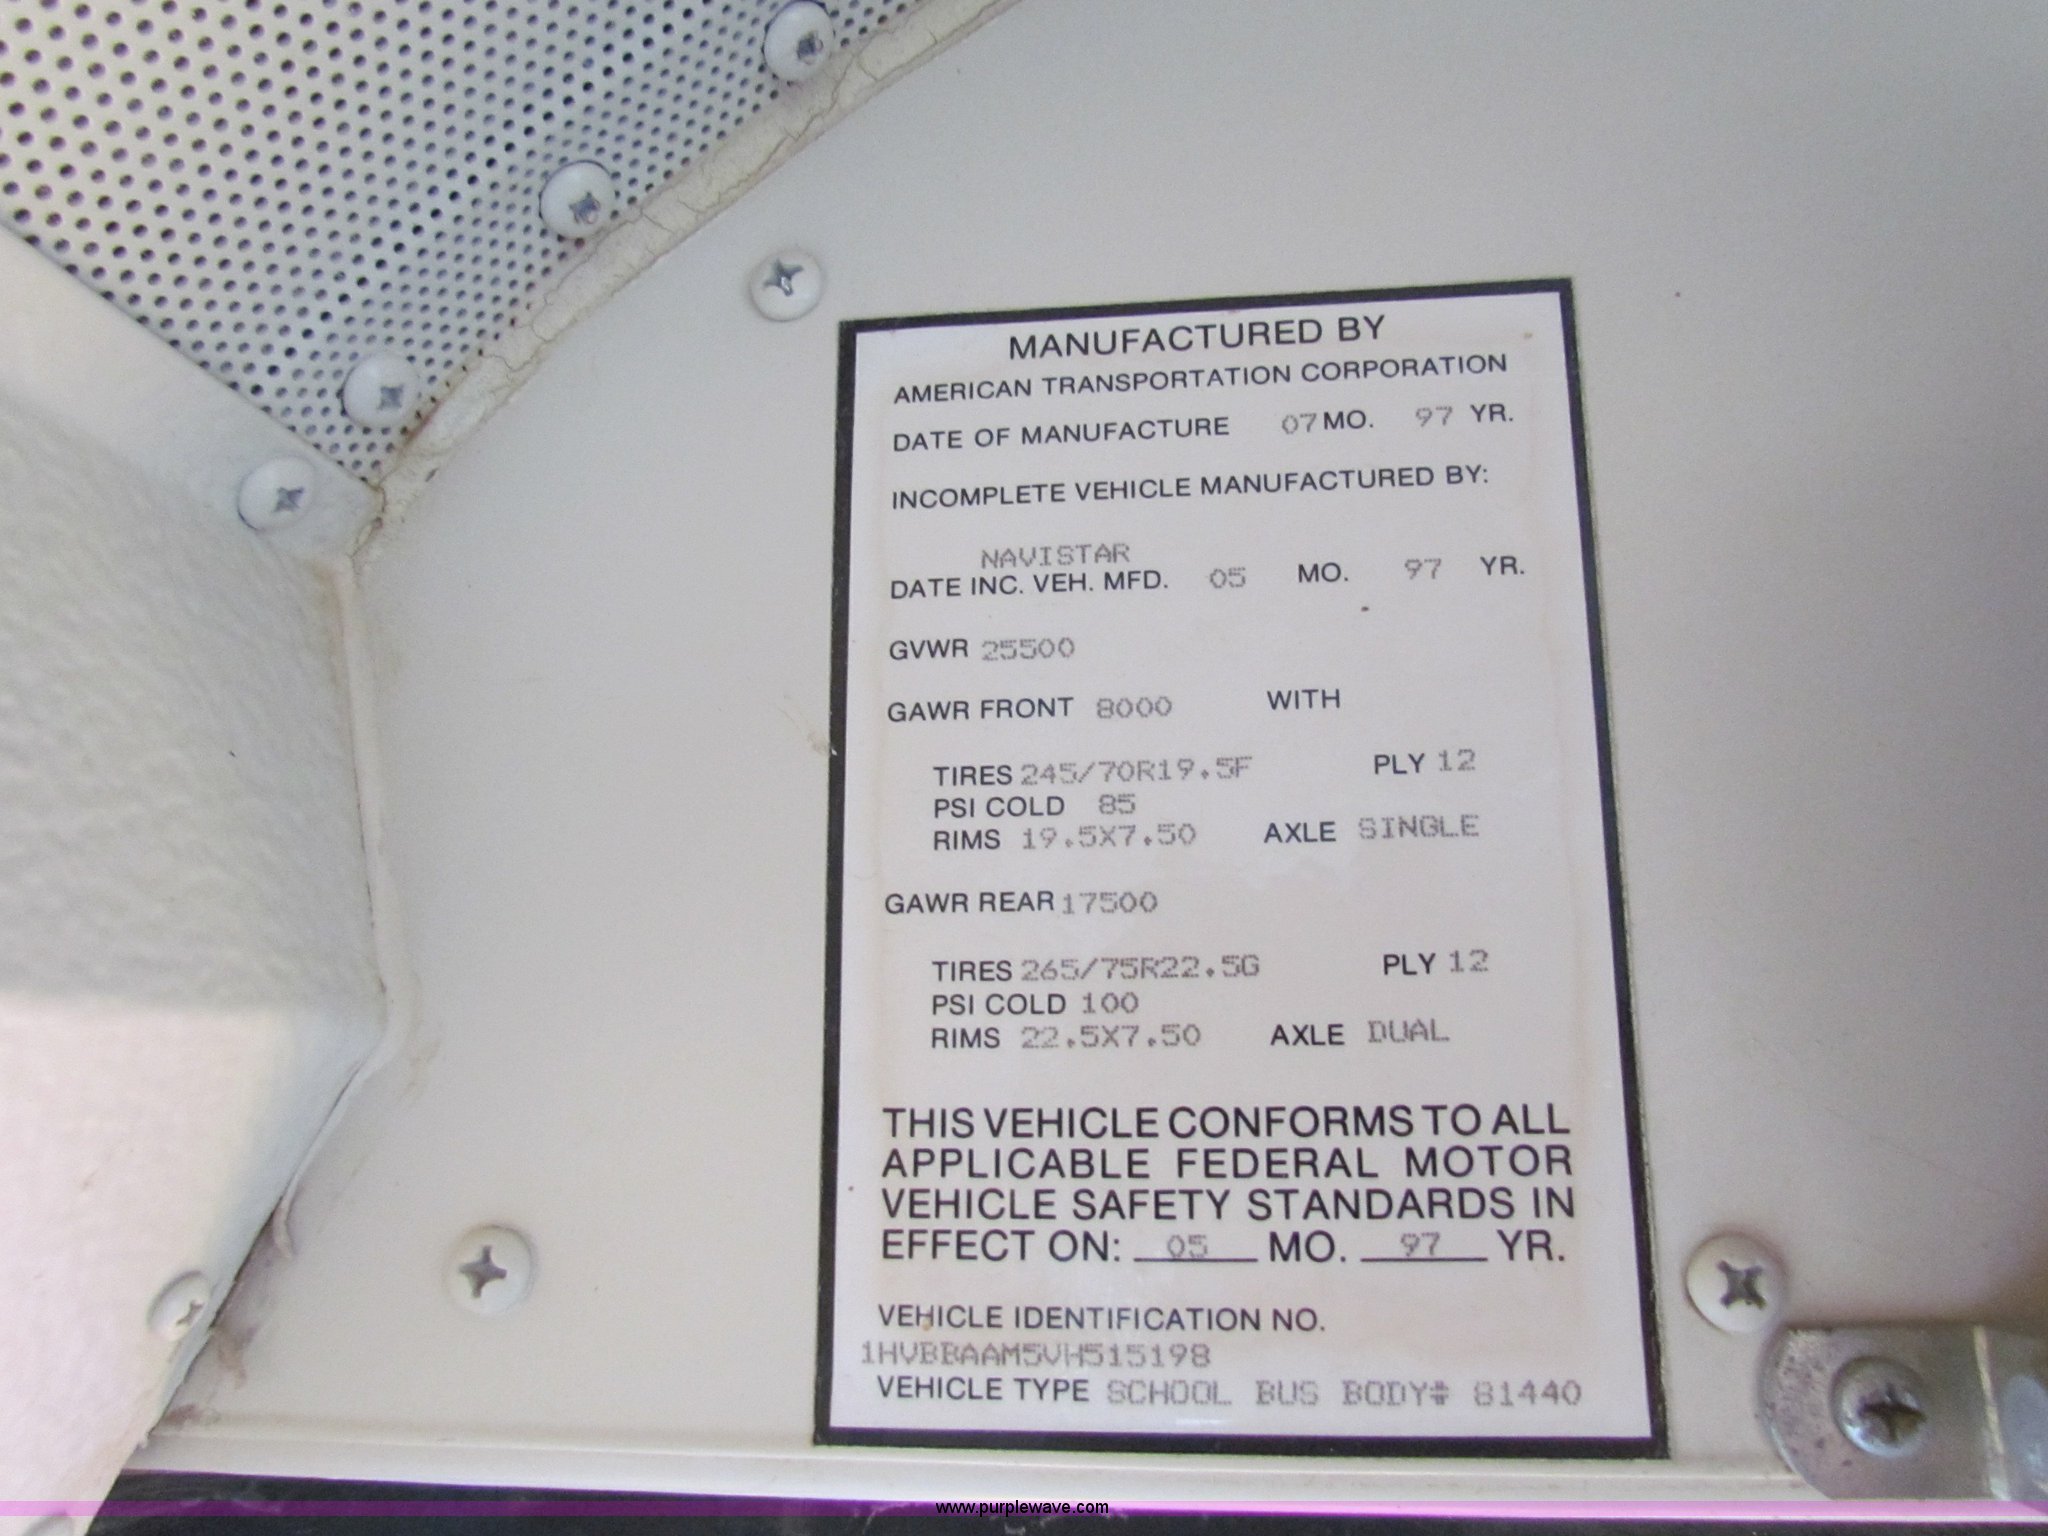 MANUFACTURED BY
AMERICAN TRANSPORTATION CORPORATION
DATE OF MANUFACTURE 07 MO. 97 YR.
INCOMPLETE VEHICLE MANUFACTURED BY:
NAVISTAR
DATE INC. VEH. MFD. 05 MO. 97 YR.
GVWR 25500
GAWR FRONT 8000 WITH
TIRES 245/70R19.5F PLY 12
PSI COLD 85
RIMS 19.5X7.50 AXLE SINGLE
GAWR REAR 17500
TIRES 265/75R22.5G PLY 12
PSI COLD 100
RIMS 22.5X7.50 AXLE DUAL
THIS VEHICLE CONFORMS TO ALL
APPLICABLE FEDERAL MOTOR
VEHICLE SAFETY STANDARDS IN
EFFECT ON: 05 MO. 97 YR.
VEHICLE IDENTIFICATION NO.
1HVBBAAM5VH515198
VEHICLE TYPE SCHOOL BUS BODY# 81440
www.purplewave.com